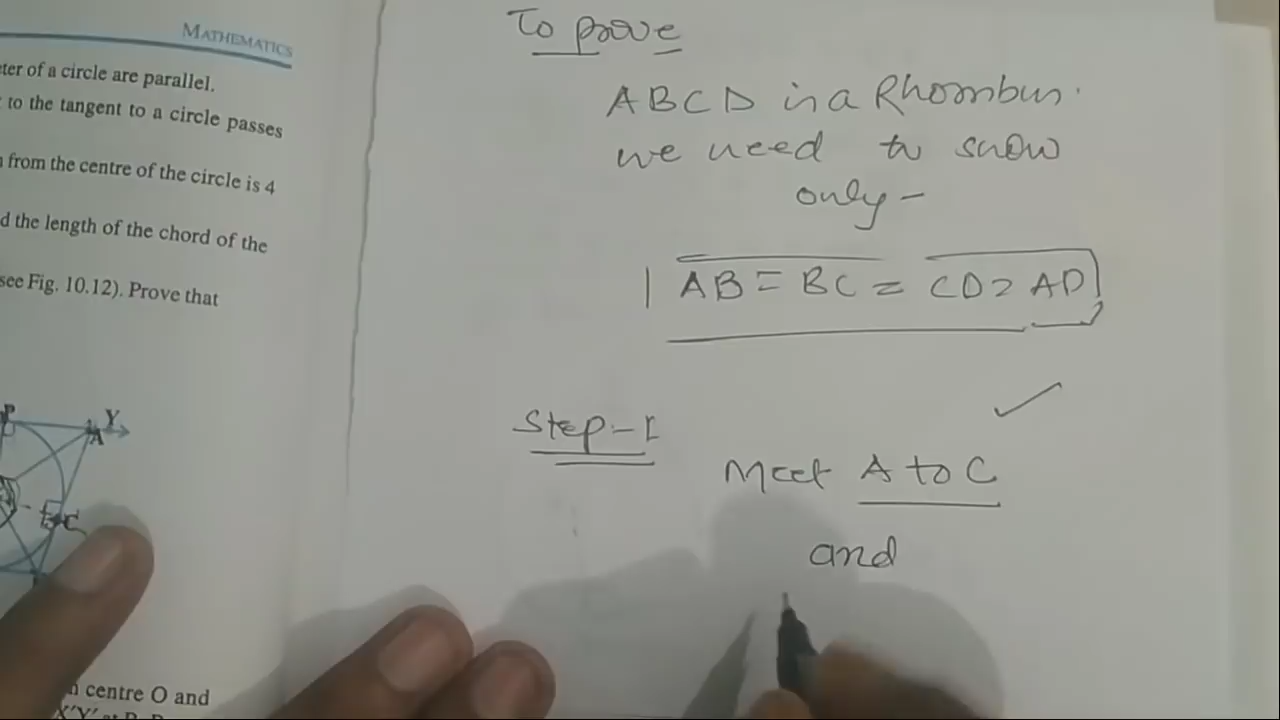 MATHEMATICS
ter of a circle are parallel.
to the tangent to a circle passes
from the centre of the circle is 4
d the length of the chord of the
see Fig. 10.12). Prove that
P
A
Y
C
centre O and
X'Y' at P
To prove
ABCD is a Rhombus.
we need to show
only-
AB = BC = CD = AD
Step-I
Meet A to C
and